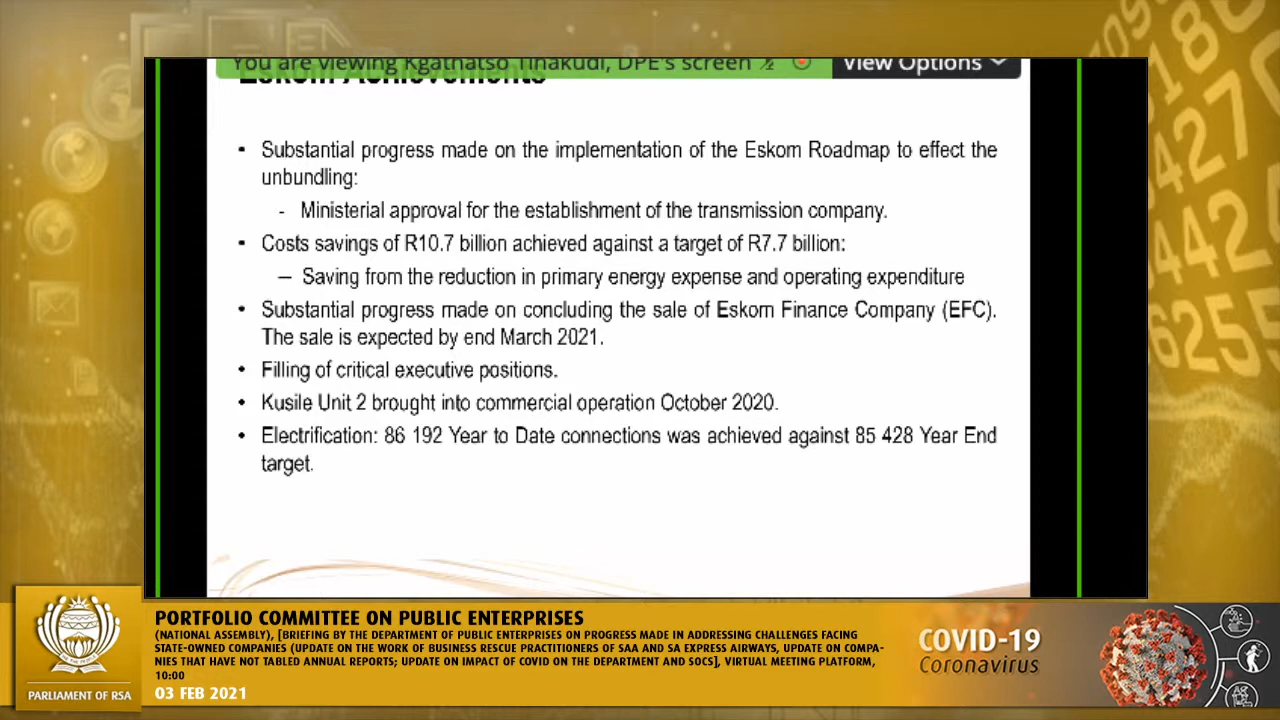 You are viewing Kgathatso Tlhakudi, DPE's screen
View Options
Eskom Achievements
• Substantial progress made on the implementation of the Eskom Roadmap to effect the
unbundling:
- Ministerial approval for the establishment of the transmission company.
• Costs savings of R10.7 billion achieved against a target of R7.7 billion:
– Saving from the reduction in primary energy expense and operating expenditure
• Substantial progress made on concluding the sale of Eskom Finance Company (EFC).
The sale is expected by end March 2021.
• Filling of critical executive positions.
• Kusile Unit 2 brought into commercial operation October 2020.
• Electrification: 86 192 Year to Date connections was achieved against 85 428 Year End
target.
PORTFOLIO COMMITTEE ON PUBLIC ENTERPRISES
(NATIONAL ASSEMBLY), [BRIEFING BY THE DEPARTMENT OF PUBLIC ENTERPRISES ON PROGRESS MADE IN ADDRESSING CHALLENGES FACING
STATE-OWNED COMPANIES (UPDATE ON THE WORK OF BUSINESS RESCUE PRACTITIONERS OF SAA AND SA EXPRESS AIRWAYS, UPDATE ON COMPA-
NIES THAT HAVE NOT TABLED ANNUAL REPORTS; UPDATE ON IMPACT OF COVID ON THE DEPARTMENT AND SOCS], VIRTUAL MEETING PLATFORM,
10:00
03 FEB 2021
PARLIAMENT OF RSA
COVID-19
Coronavirus